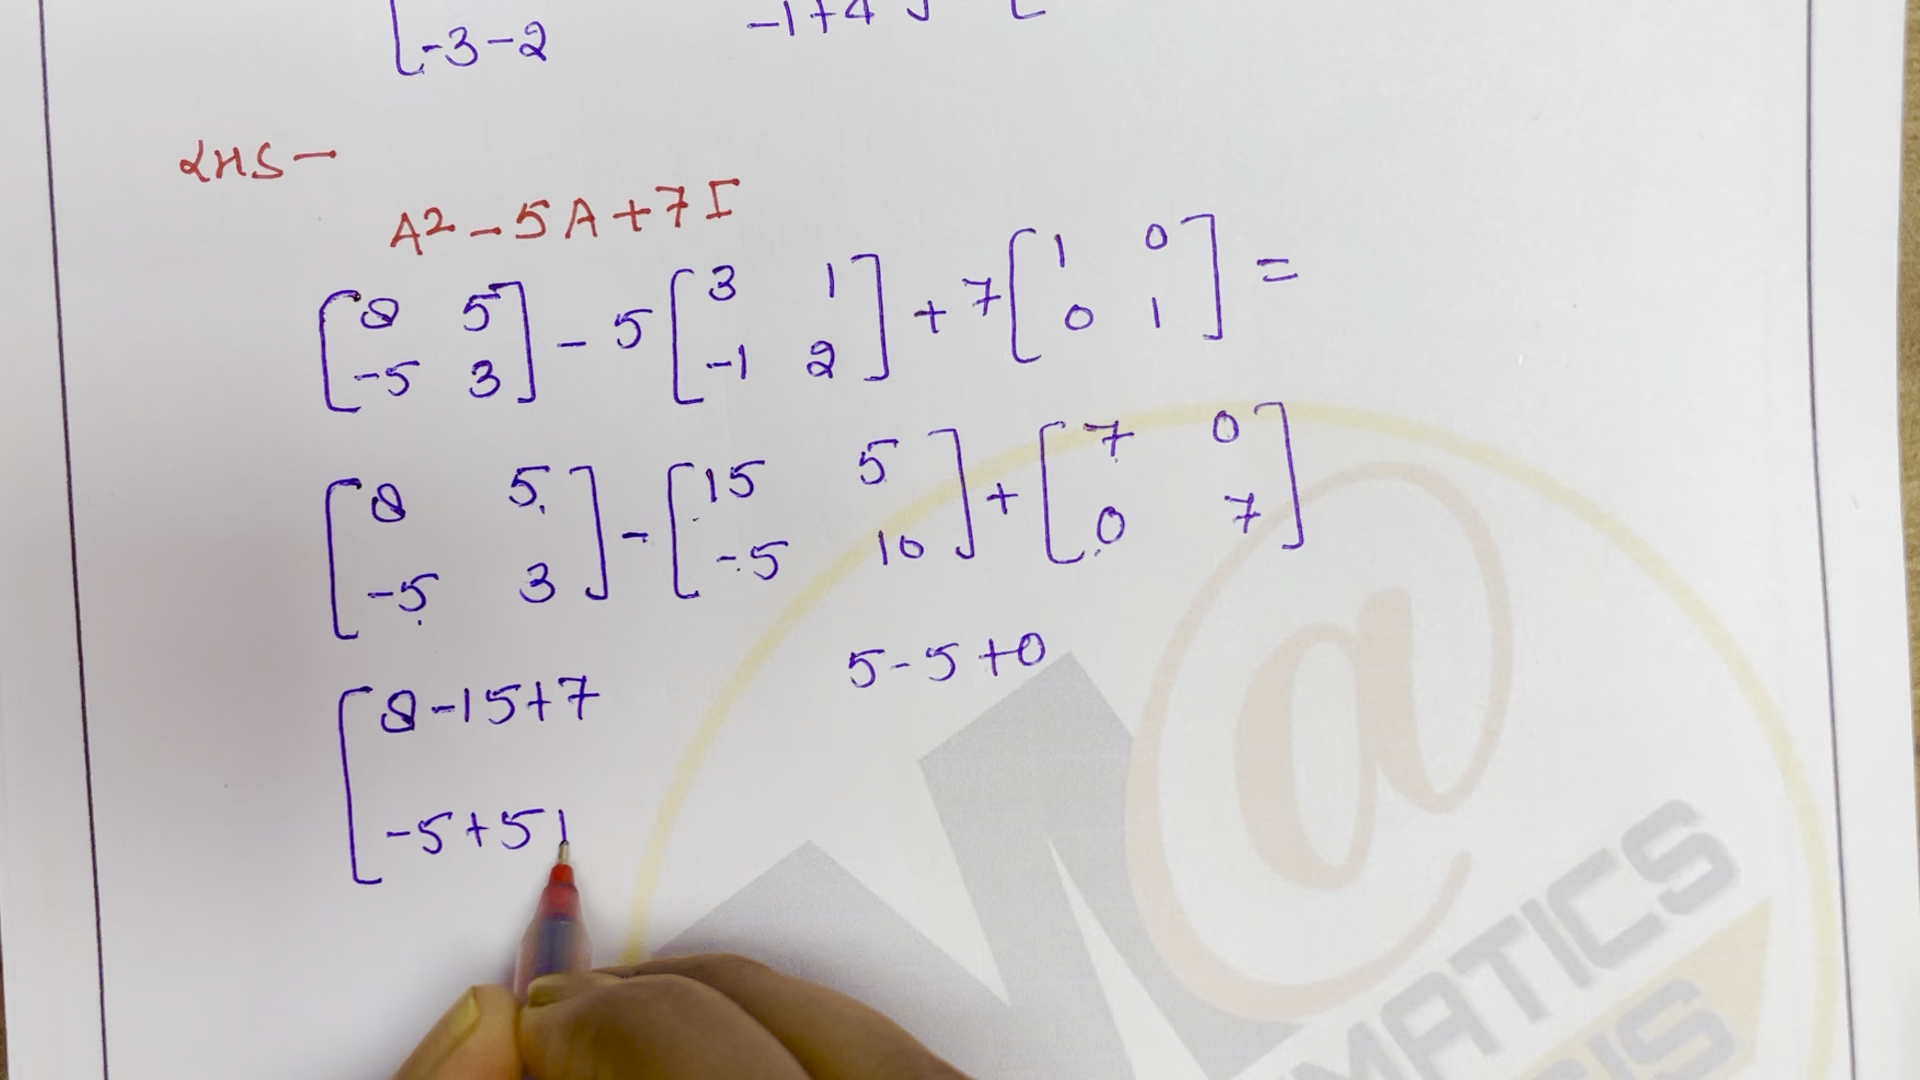 [-3-2 -1+4] [
LHS -
A² - 5A + 7I
[8 5] - 5 [3 1] + 7 [1 0] =
[-5 3] [-1 2] [0 1]
[8 5] - [15 5] + [7 0]
[-5 3] [-5 10] [0 7]
[8-15+7 5-5+0
-5+5
@
MATICS
SIS